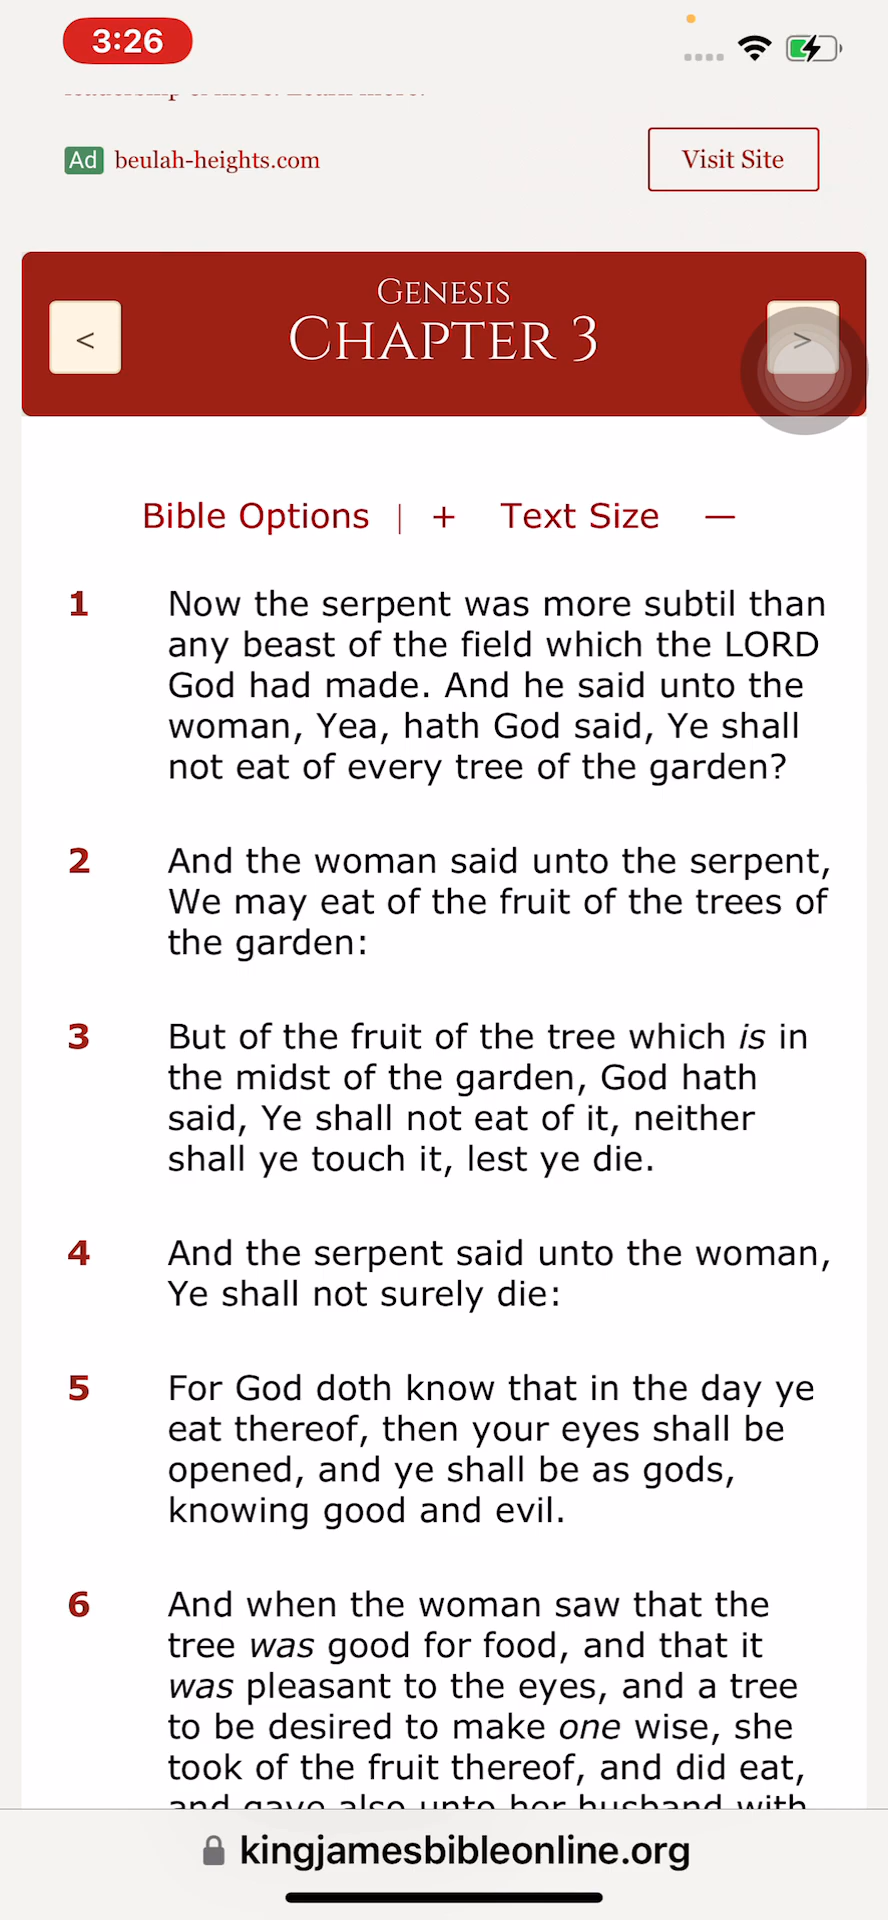 3:26
Ad beulah-heights.com
Visit Site
GENESIS
< CHAPTER 3 >
Bible Options | + Text Size —
1 Now the serpent was more subtil than
any beast of the field which the LORD
God had made. And he said unto the
woman, Yea, hath God said, Ye shall
not eat of every tree of the garden?
2 And the woman said unto the serpent,
We may eat of the fruit of the trees of
the garden:
3 But of the fruit of the tree which is in
the midst of the garden, God hath
said, Ye shall not eat of it, neither
shall ye touch it, lest ye die.
4 And the serpent said unto the woman,
Ye shall not surely die:
5 For God doth know that in the day ye
eat thereof, then your eyes shall be
opened, and ye shall be as gods,
knowing good and evil.
6 And when the woman saw that the
tree was good for food, and that it
was pleasant to the eyes, and a tree
to be desired to make one wise, she
took of the fruit thereof, and did eat,
and gave also unto her husband with
kingjamesbibleonline.org